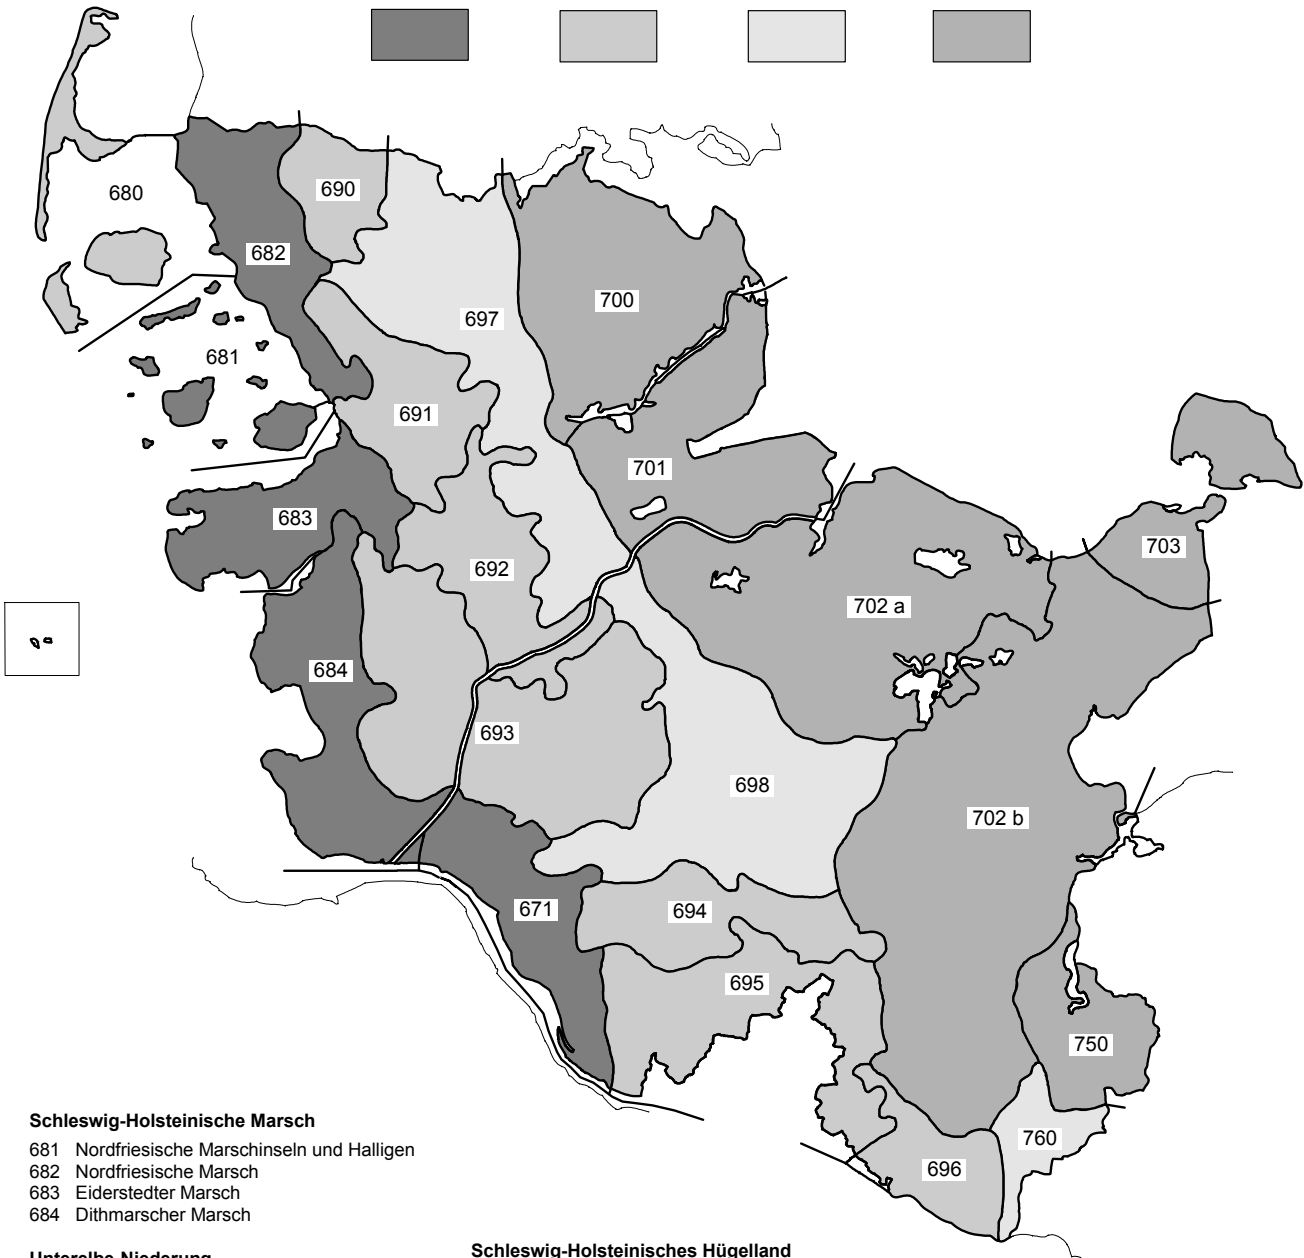 680
690
682
697
700
681
691
701
683
703
692
702 a
684
693
698
702 b
671
694
695
750
760
696
Schleswig-Holsteinische Marsch
681 Nordfriesische Marschinseln und Halligen
682 Nordfriesische Marsch
683 Eiderstedter Marsch
684 Dithmarscher Marsch
Unterelbe-Niederung
Schleswig-Holsteinisches Hügelland